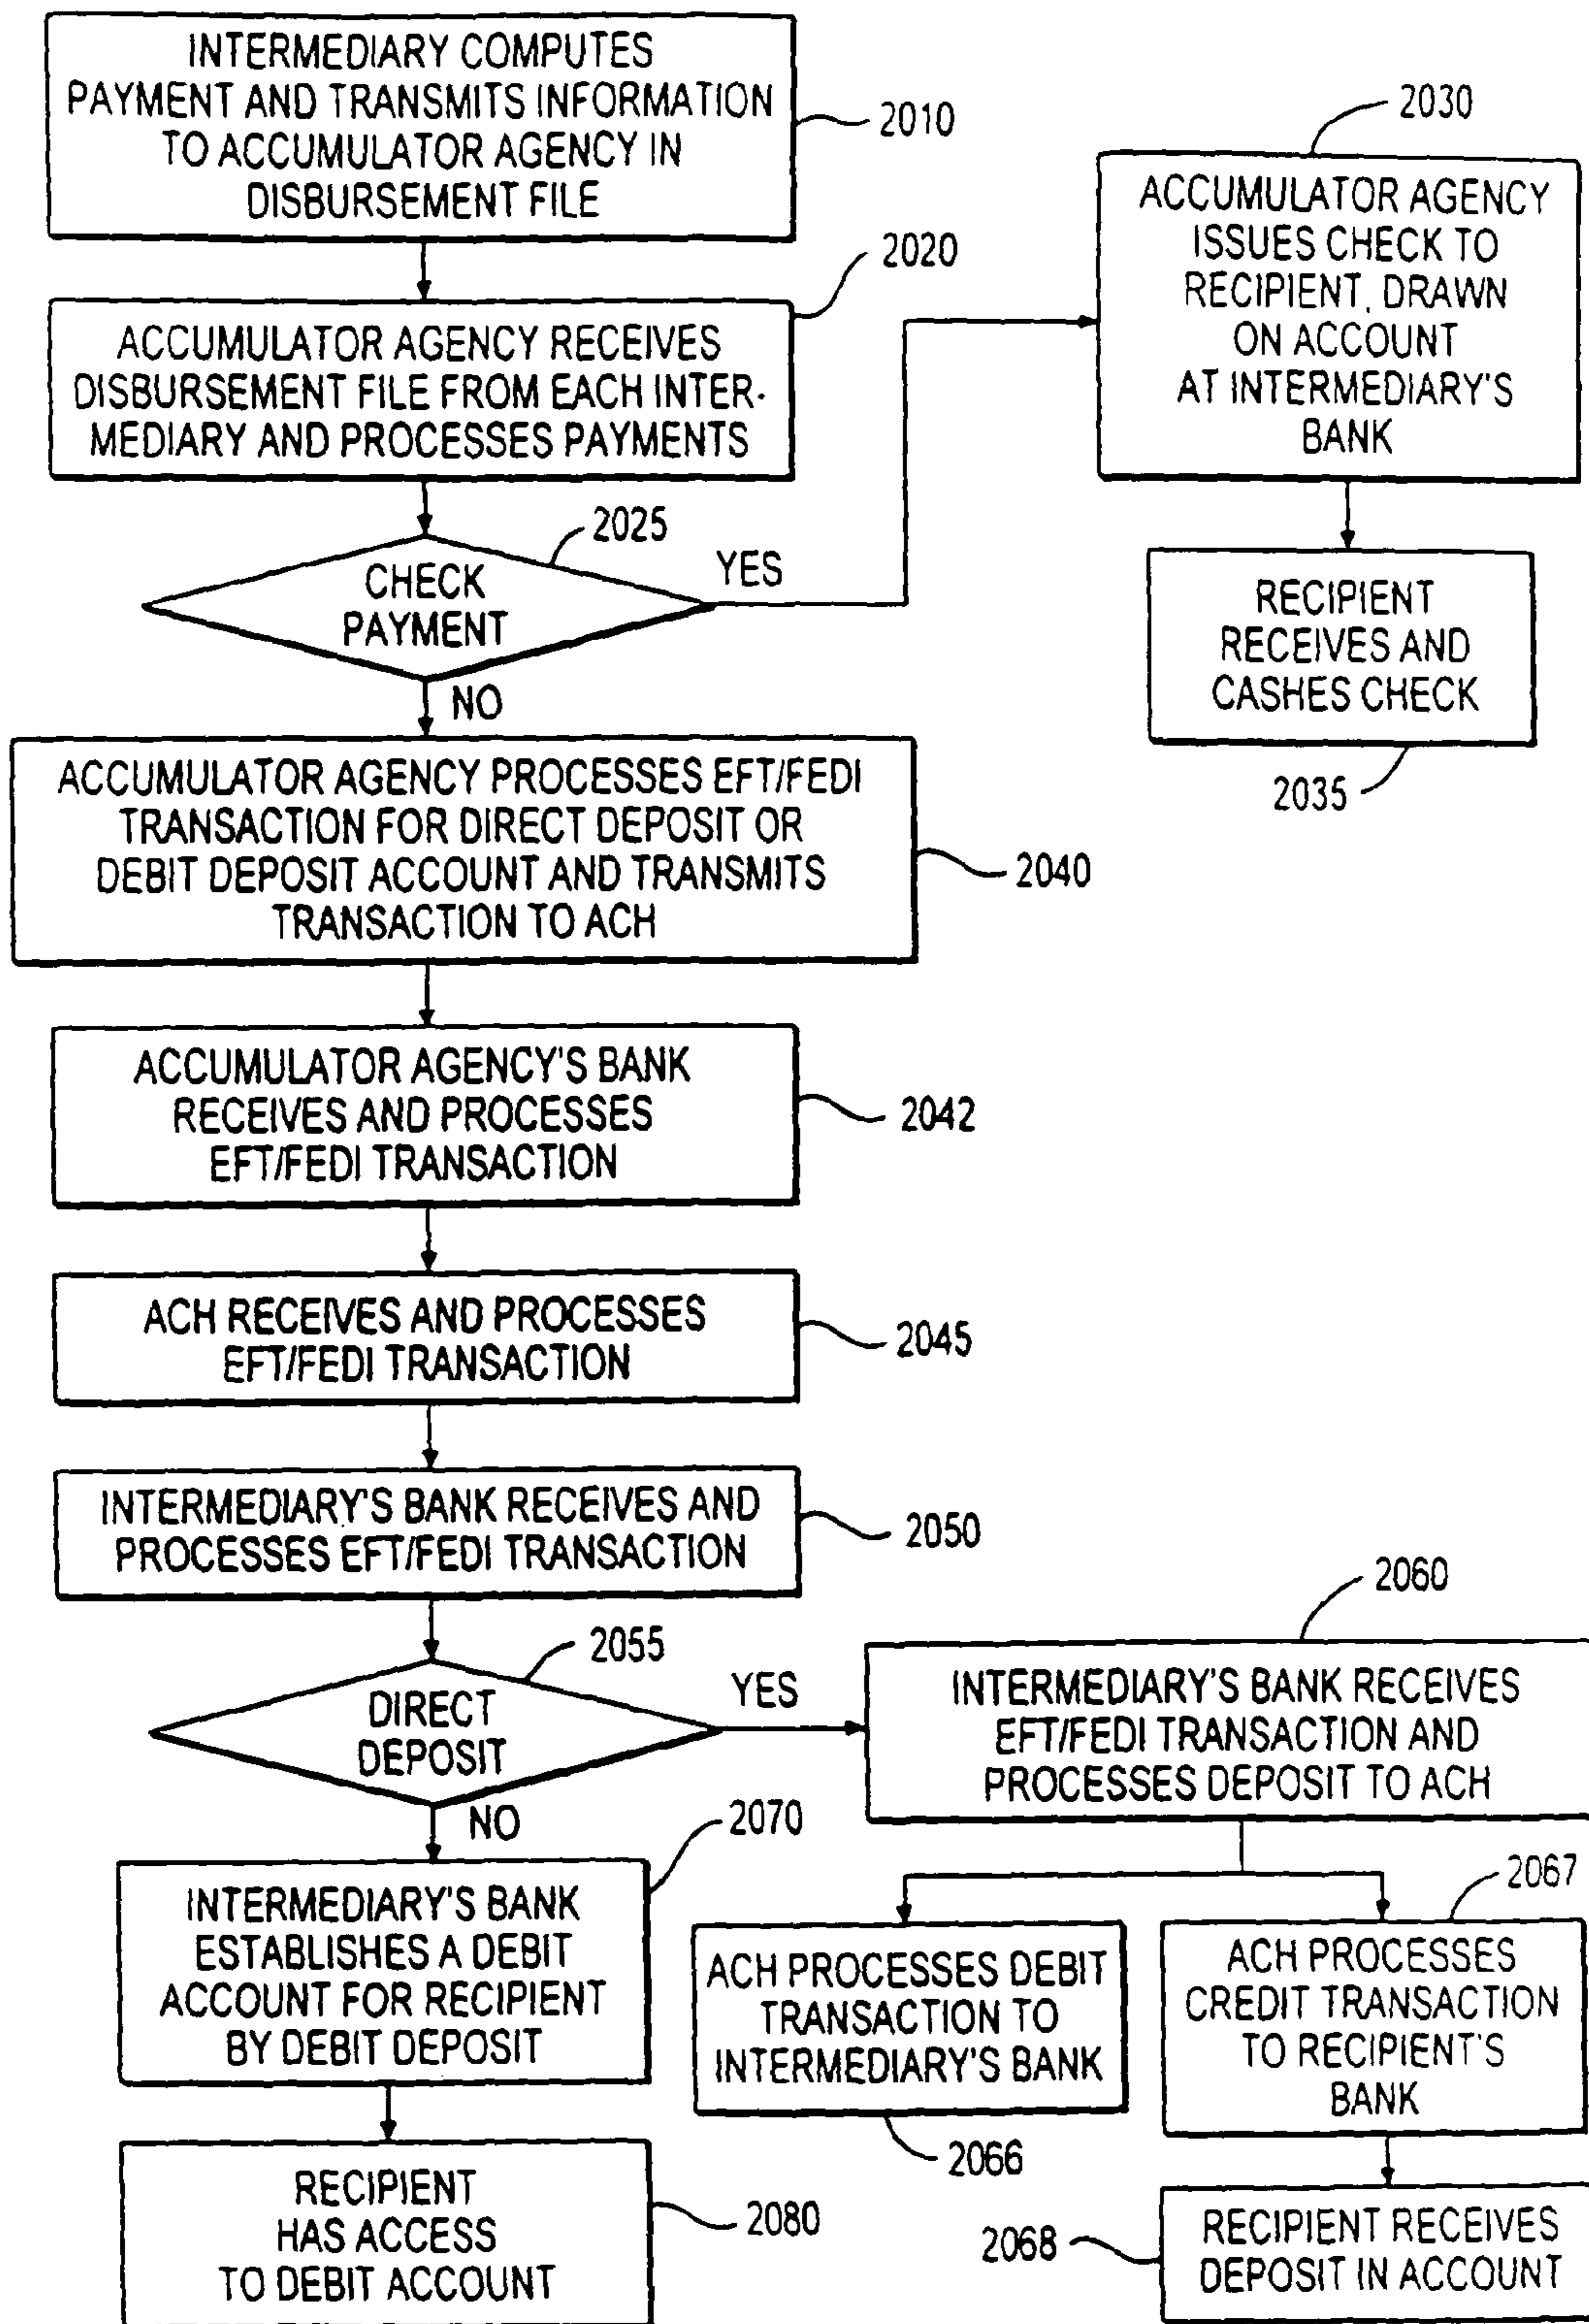 INTERMEDIARY COMPUTES
PAYMENT AND TRANSMITS INFORMATION
TO ACCUMULATOR AGENCY IN
DISBURSEMENT FILE
2010
2020
ACCUMULATOR AGENCY RECEIVES
DISBURSEMENT FILE FROM EACH INTER-
MEDIARY AND PROCESSES PAYMENTS
2025
CHECK
PAYMENT
YES
NO
2030
ACCUMULATOR AGENCY
ISSUES CHECK TO
RECIPIENT, DRAWN
ON ACCOUNT
AT INTERMEDIARY'S
BANK
RECIPIENT
RECEIVES AND
CASHES CHECK
2035
ACCUMULATOR AGENCY PROCESSES EFT/FEDI
TRANSACTION FOR DIRECT DEPOSIT OR
DEBIT DEPOSIT ACCOUNT AND TRANSMITS
TRANSACTION TO ACH
2040
ACCUMULATOR AGENCY'S BANK
RECEIVES AND PROCESSES
EFT/FEDI TRANSACTION
2042
ACH RECEIVES AND PROCESSES
EFT/FEDI TRANSACTION
2045
INTERMEDIARY'S BANK RECEIVES AND
PROCESSES EFT/FEDI TRANSACTION
2050
2055
DIRECT
DEPOSIT
YES
NO
2060
INTERMEDIARY'S BANK RECEIVES
EFT/FEDI TRANSACTION AND
PROCESSES DEPOSIT TO ACH
2070
INTERMEDIARY'S BANK
ESTABLISHES A DEBIT
ACCOUNT FOR RECIPIENT
BY DEBIT DEPOSIT
ACH PROCESSES DEBIT
TRANSACTION TO
INTERMEDIARY'S BANK
2066
2067
ACH PROCESSES
CREDIT TRANSACTION
TO RECIPIENT'S
BANK
RECIPIENT
HAS ACCESS
TO DEBIT ACCOUNT
2080
2068
RECIPIENT RECEIVES
DEPOSIT IN ACCOUNT